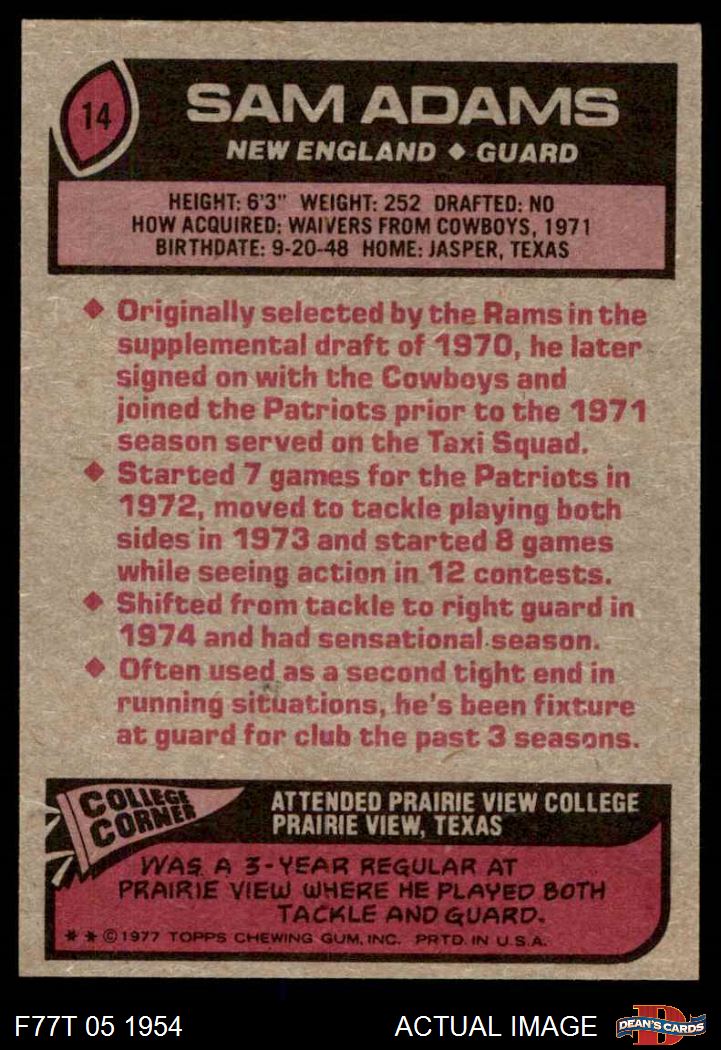 14
SAM ADAMS
NEW ENGLAND ◆ GUARD
HEIGHT: 6'3" WEIGHT: 252 DRAFTED: NO
HOW ACQUIRED: WAIVERS FROM COWBOYS, 1971
BIRTHDATE: 9-20-48 HOME: JASPER, TEXAS
◆ Originally selected by the Rams in the
supplemental draft of 1970, he later
signed on with the Cowboys and
joined the Patriots prior to the 1971
season served on the Taxi Squad.
◆ Started 7 games for the Patriots in
1972, moved to tackle playing both
sides in 1973 and started 8 games
while seeing action in 12 contests.
◆ Shifted from tackle to right guard in
1974 and had sensational season.
◆ Often used as a second tight end in
running situations, he's been fixture
at guard for club the past 3 seasons.
COLLEGE
CORNER
ATTENDED PRAIRIE VIEW COLLEGE
PRAIRIE VIEW, TEXAS
WAS A 3-YEAR REGULAR AT
PRAIRIE VIEW WHERE HE PLAYED BOTH
TACKLE AND GUARD.
* * © 1977 TOPPS CHEWING GUM, INC. PRTD. IN U.S.A.
F77T 05 1954
ACTUAL IMAGE
D
DEAN'S CARDS